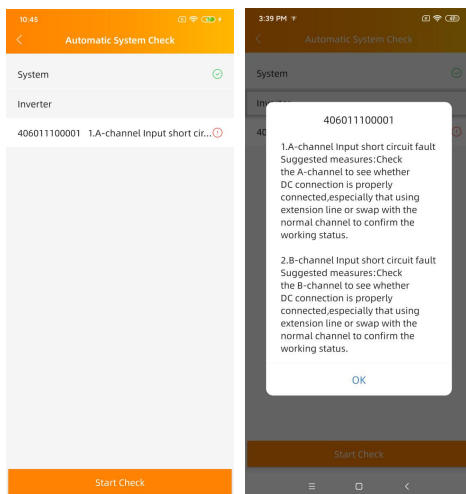 10:45
Automatic System Check
System
Inverter
406011100001 1.A-channel Input short cir...
Start Check
3:39 PM
Automatic System Check
System
Inverter
40
406011100001
1.A-channel Input short circuit fault
Suggested measures:Check
the A-channel to see whether
DC connection is properly
connected,especially that using
extension line or swap with the
normal channel to confirm the
working status.
2.B-channel Input short circuit fault
Suggested measures:Check
the B-channel to see whether
DC connection is properly
connected,especially that using
extension line or swap with the
normal channel to confirm the
working status.
OK
Start Check